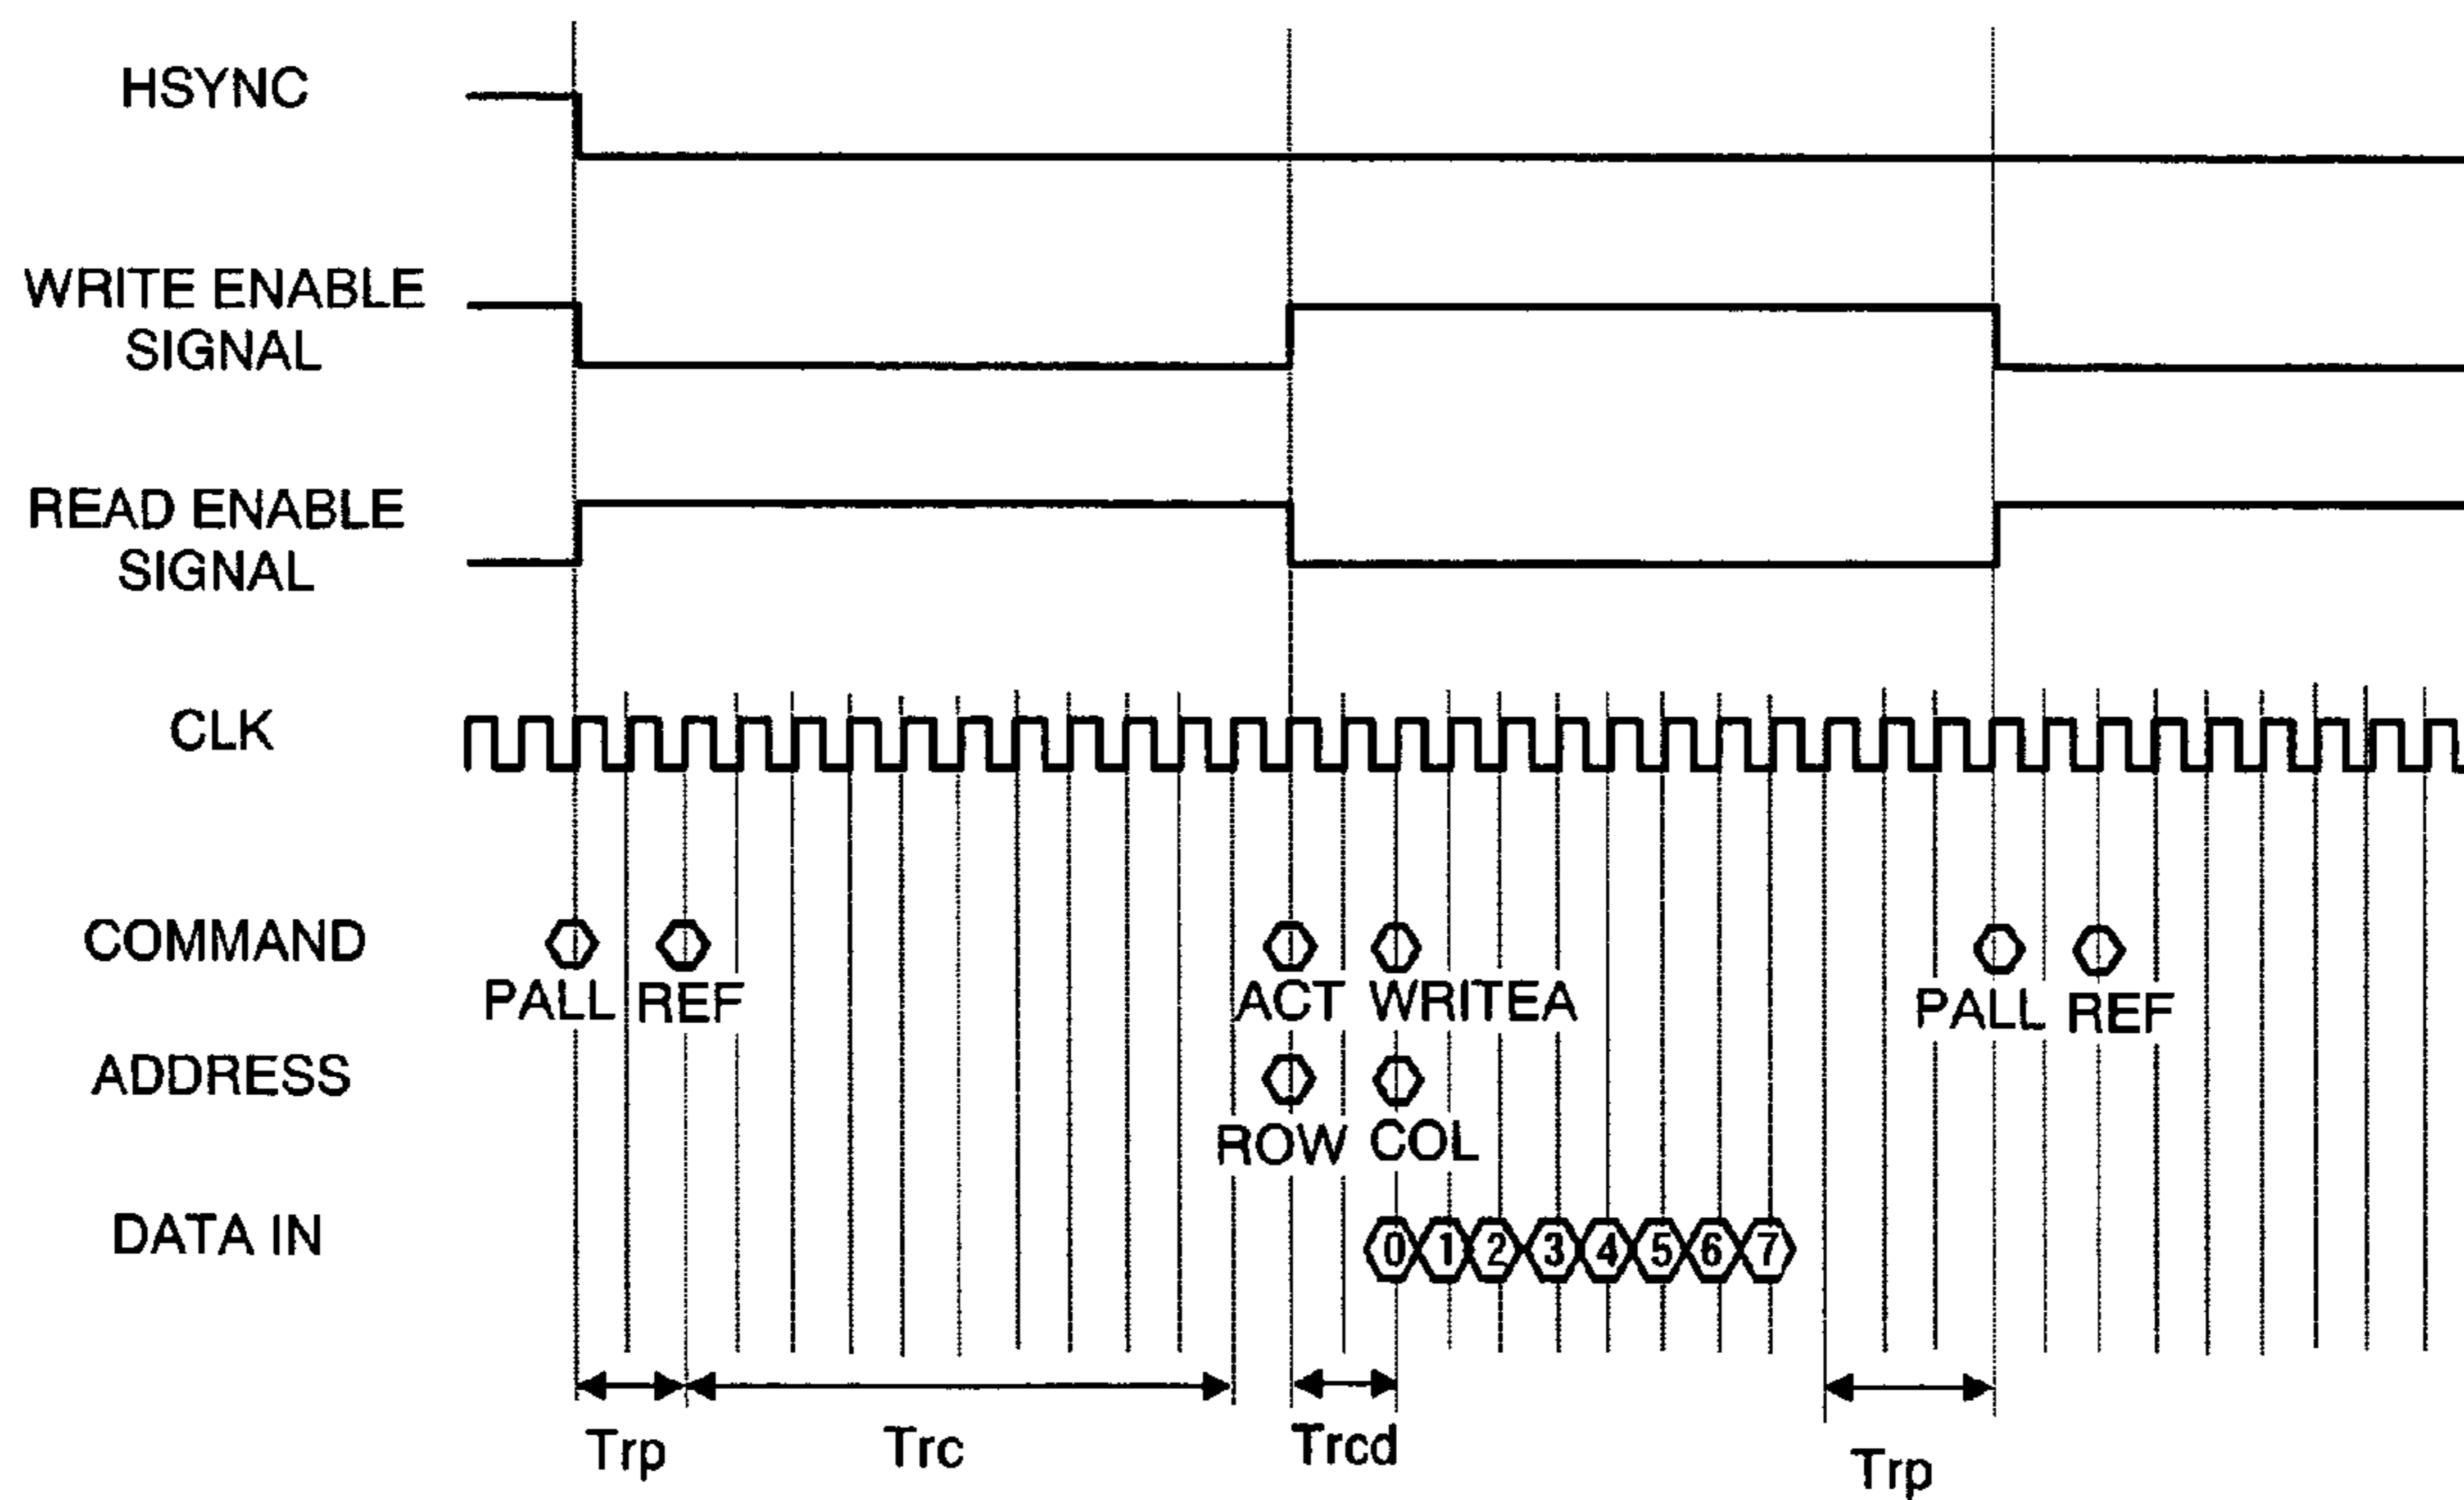 HSYNC
WRITE ENABLE
SIGNAL
READ ENABLE
SIGNAL
CLK
COMMAND
PALL REF ACT WRITEA PALL REF
ADDRESS
ROW COL
DATA IN
0 1 2 3 4 5 6 7
Trp Trc Trcd Trp